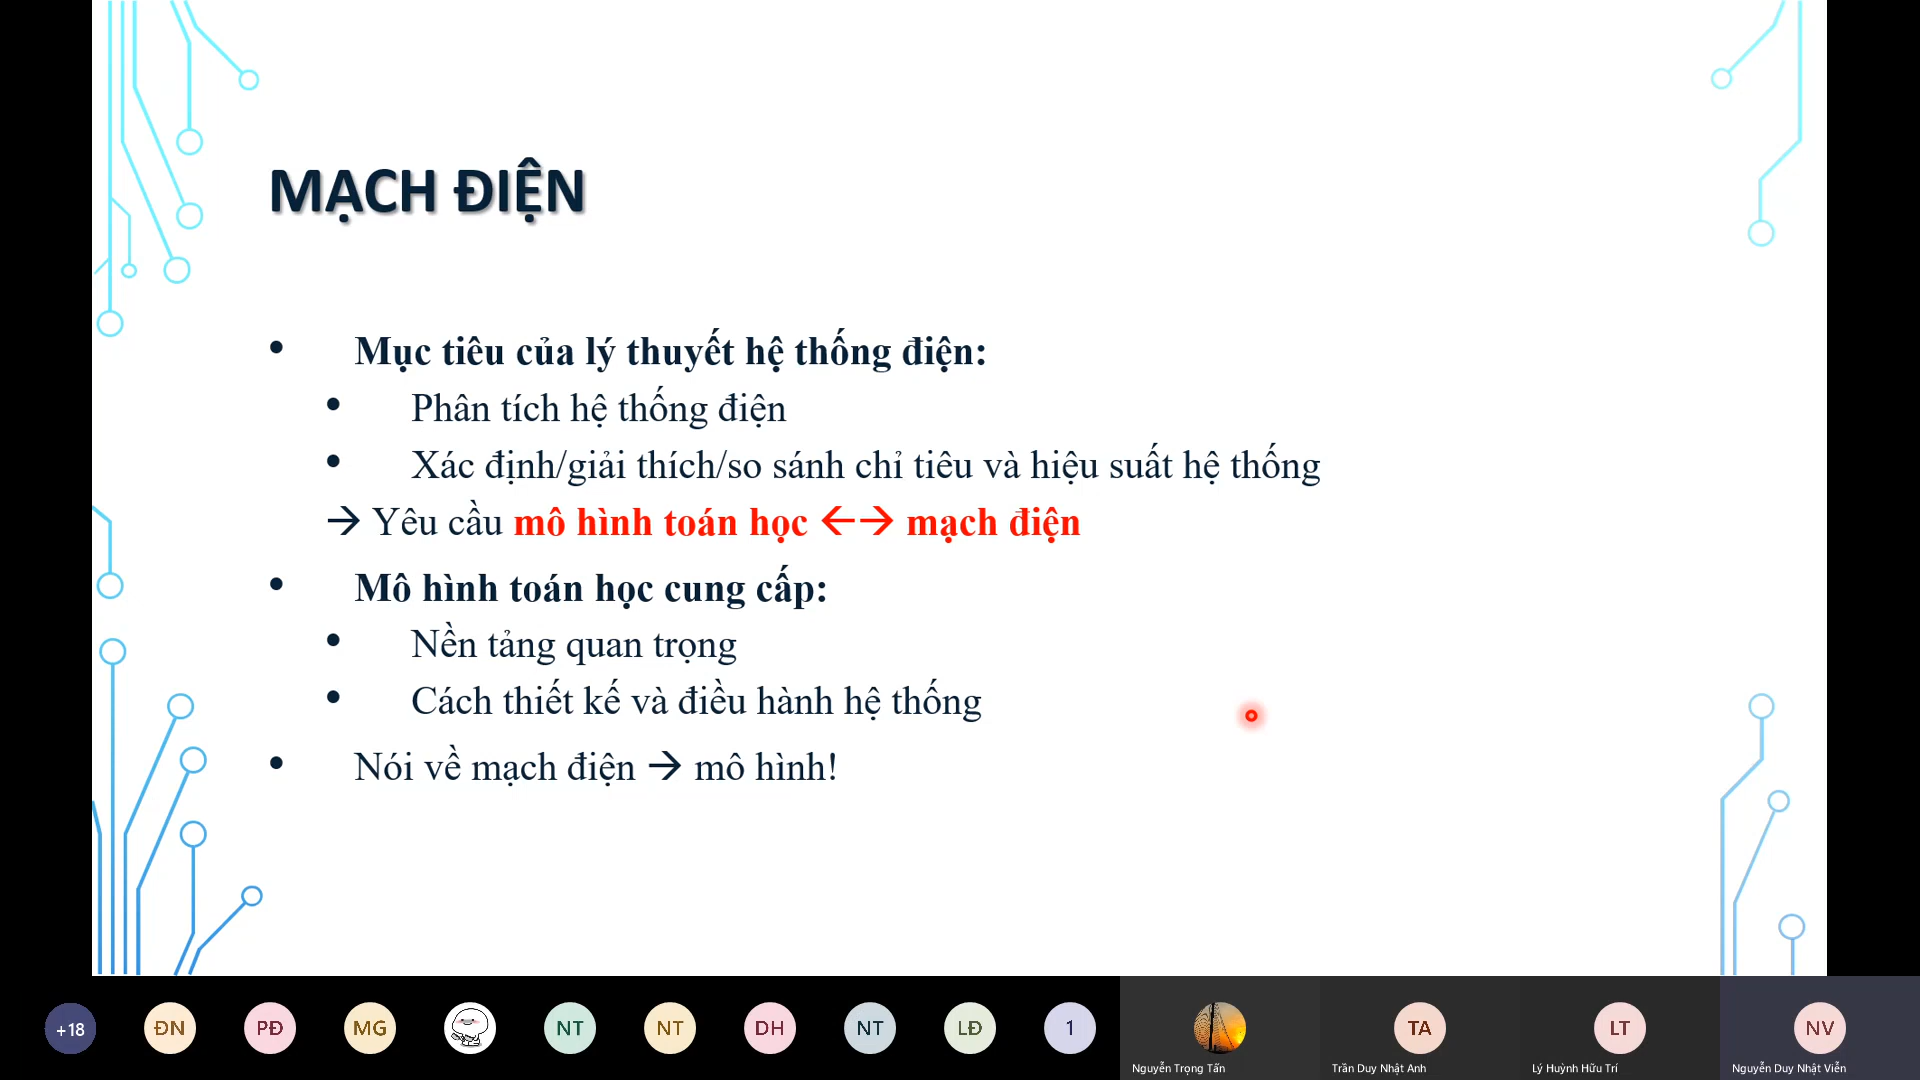 MẠCH ĐIỆN
• Mục tiêu của lý thuyết hệ thống điện:
• Phân tích hệ thống điện
• Xác định/giải thích/so sánh chỉ tiêu và hiệu suất hệ thống
→ Yêu cầu mô hình toán học ←→ mạch điện
• Mô hình toán học cung cấp:
• Nền tảng quan trọng
• Cách thiết kế và điều hành hệ thống
• Nói về mạch điện → mô hình!
+18 ĐN PĐ MG NT NT DH NT LĐ 1 TA LT NV
Nguyễn Trọng Tấn Trần Duy Nhật Anh Lý Huỳnh Hữu Trí Nguyễn Duy Nhật Viễn